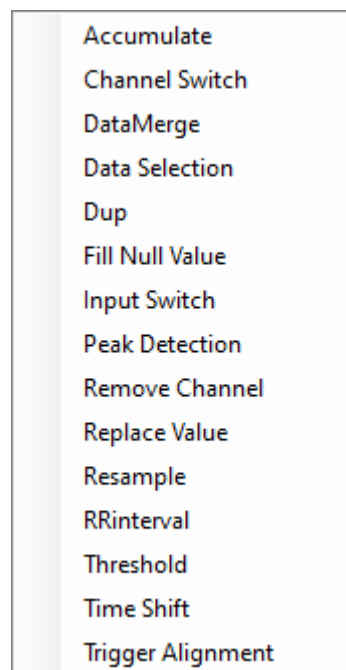 Accumulate
Channel Switch
DataMerge
Data Selection
Dup
Fill Null Value
Input Switch
Peak Detection
Remove Channel
Replace Value
Resample
RRinterval
Threshold
Time Shift
Trigger Alignment